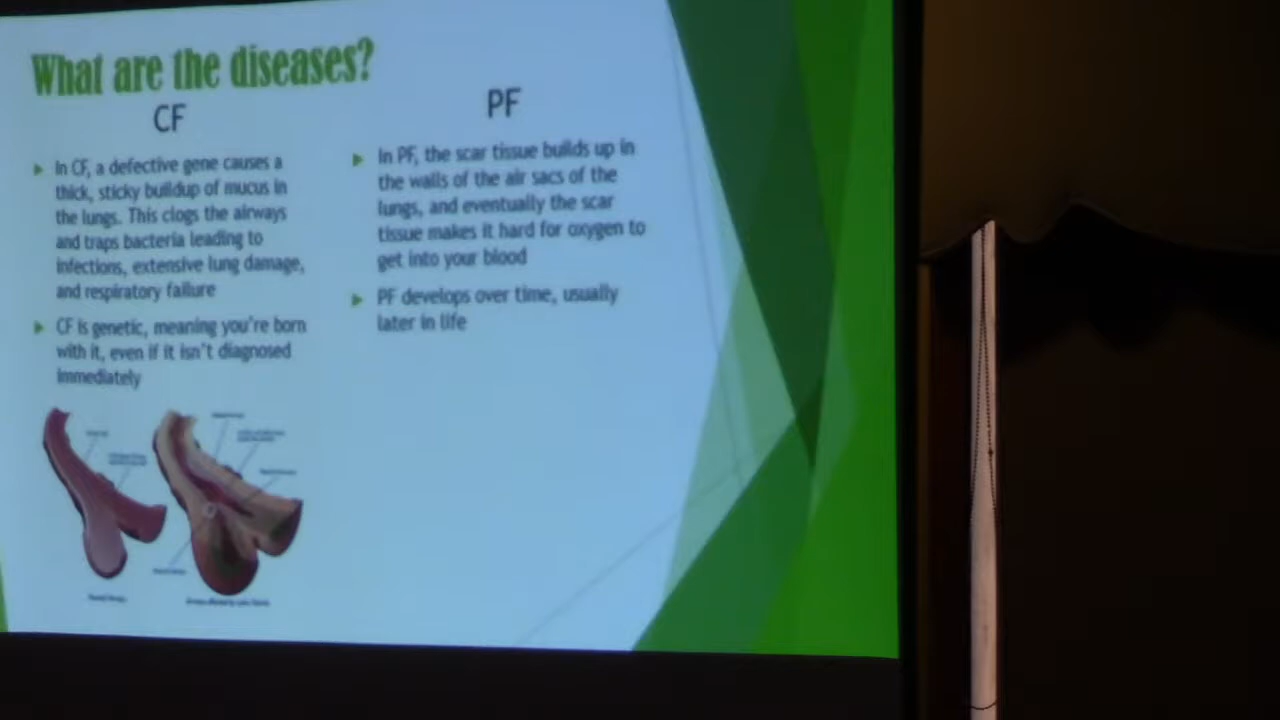 What are the diseases?
CF
In CF, a defective gene causes a
thick, sticky buildup of mucus in
the lungs. This clogs the airways
and traps bacteria leading to
infections, extensive lung damage,
and respiratory failure
CF is genetic, meaning you're born
with it, even if it isn't diagnosed
immediately
PF
In PF, the scar tissue builds up in
the walls of the air sacs of the
lungs, and eventually the scar
tissue makes it hard for oxygen to
get into your blood
PF develops over time, usually
later in life